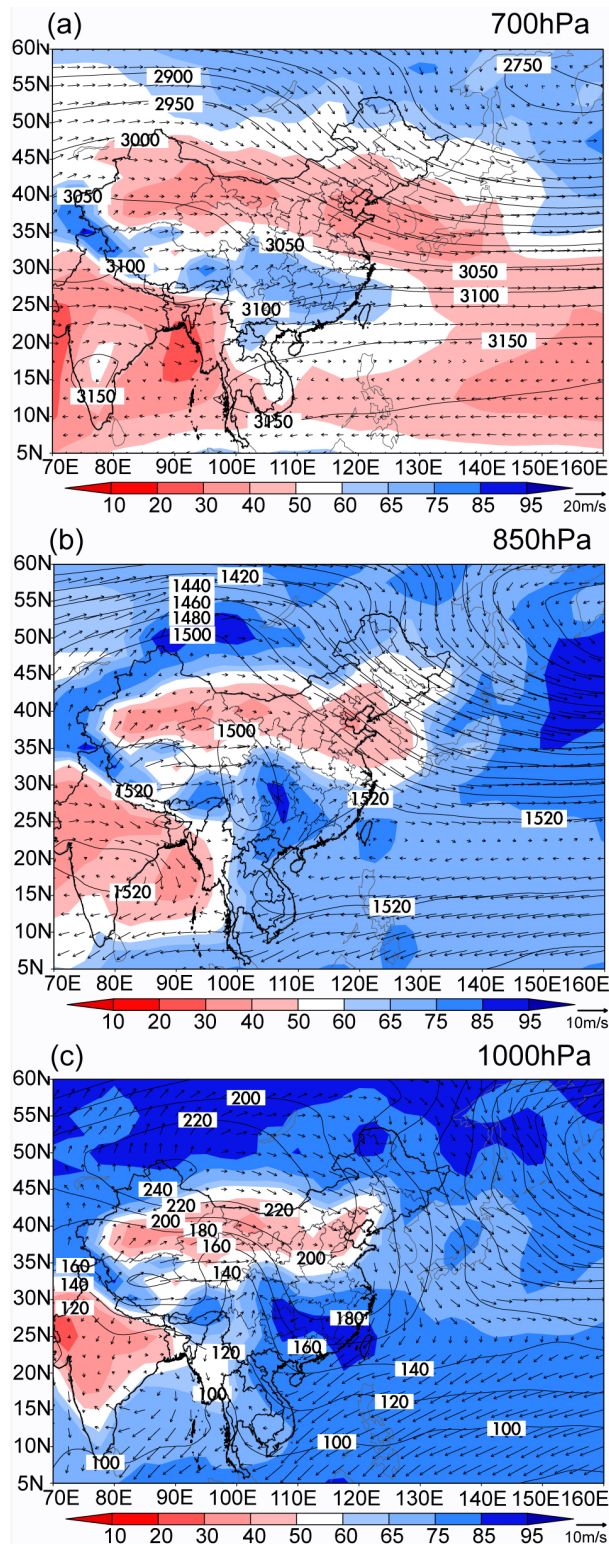 (a) 700hPa
60N
55N
50N
45N
40N
35N
30N
25N
20N
15N
10N
5N
2900
2750
2950
3000
3050
3050
3100
3050
3100
3100
3150
3150
3150
70E 80E 90E 100E 110E 120E 130E 140E 150E 160E
10 20 30 40 50 60 65 75 85 95 20m/s
(b) 850hPa
60N
55N
50N
45N
40N
35N
30N
25N
20N
15N
10N
5N
1420
1440
1460
1480
1500
1500
1520
1520
1520
1520
1520
70E 80E 90E 100E 110E 120E 130E 140E 150E 160E
10 20 30 40 50 60 65 75 85 95 10m/s
(c) 1000hPa
60N
55N
50N
45N
40N
35N
30N
25N
20N
15N
10N
5N
200
220
240
220 220
200
180
160 200
160
140 140
120
180
120 160
140
100 120
100 100
100
70E 80E 90E 100E 110E 120E 130E 140E 150E 160E
10 20 30 40 50 60 65 75 85 95 10m/s